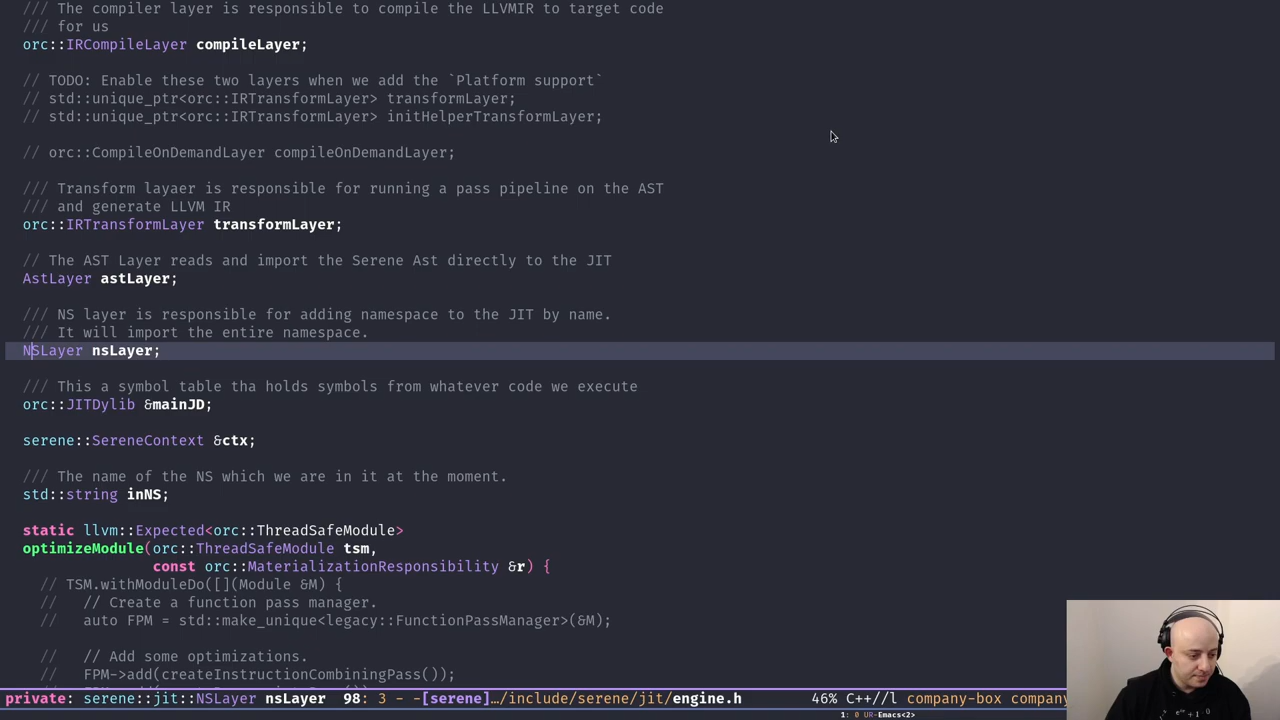 /// The compiler layer is responsible to compile the LLVMIR to target code
/// for us
orc::IRCompileLayer compileLayer;
// TODO: Enable these two layers when we add the `Platform support`
// std::unique_ptr<orc::IRTransformLayer> transformLayer;
// std::unique_ptr<orc::IRTransformLayer> initHelperTransformLayer;
// orc::CompileOnDemandLayer compileOnDemandLayer;
/// Transform layaer is responsible for running a pass pipeline on the AST
/// and generate LLVM IR
orc::IRTransformLayer transformLayer;
// The AST Layer reads and import the Serene Ast directly to the JIT
AstLayer astLayer;
/// NS layer is responsible for adding namespace to the JIT by name.
/// It will import the entire namespace.
NSLayer nsLayer;
/// This a symbol table tha holds symbols from whatever code we execute
orc::JITDylib &mainJD;
serene::SereneContext &ctx;
/// The name of the NS which we are in it at the moment.
std::string inNS;
static llvm::Expected<orc::ThreadSafeModule>
optimizeModule(orc::ThreadSafeModule tsm,
const orc::MaterializationResponsibility &r) {
// TSM.withModuleDo([](Module &M) {
//   // Create a function pass manager.
//   auto FPM = std::make_unique<legacy::FunctionPassManager>(&M);
//   // Add some optimizations.
//   FPM->add(createInstructionCombiningPass());
private: serene::jit::NSLayer nsLayer  98: 3 - -[serene]…/include/serene/jit/engine.h 46% C++//l company-box company
1: 0 UR-Emacs<2>